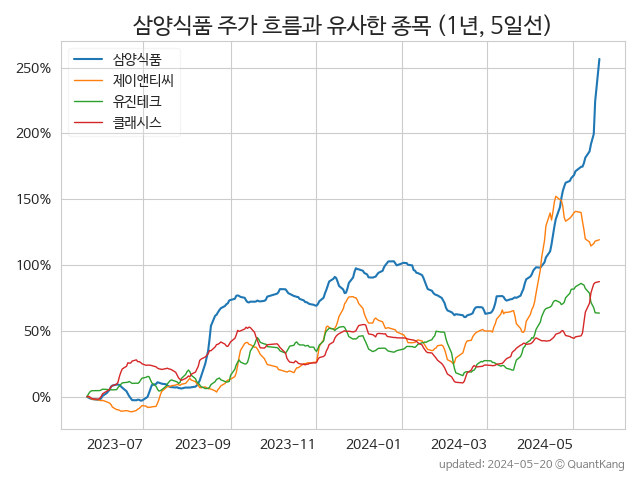 삼양식품 주가 흐름과 유사한 종목 (1년, 5일선)
삼양식품
제이앤티씨
유진테크
클래시스
250%
200%
150%
100%
50%
0%
2023-07 2023-09 2023-11 2024-01 2024-03 2024-05
updated: 2024-05-20 © QuantKang